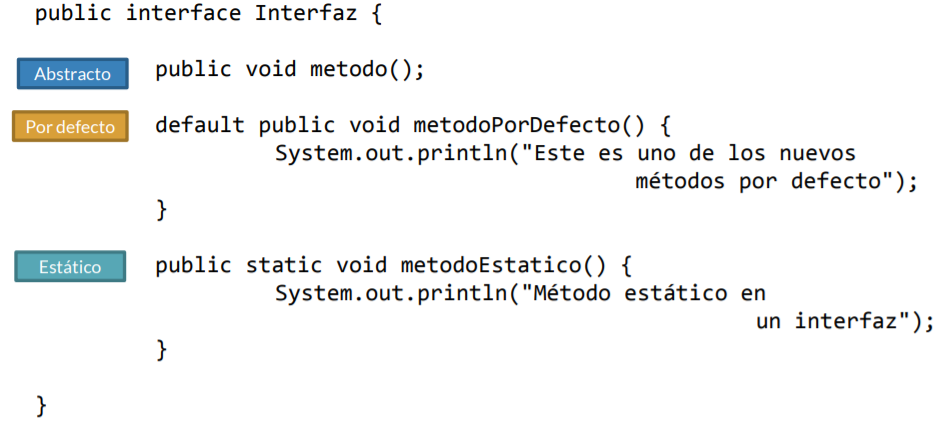 public interface Interfaz {
Abstracto public void metodo();
Por defecto default public void metodoPorDefecto() {
System.out.println("Este es uno de los nuevos
métodos por defecto");
}
Estático public static void metodoEstatico() {
System.out.println("Método estático en
un interfaz");
}
}